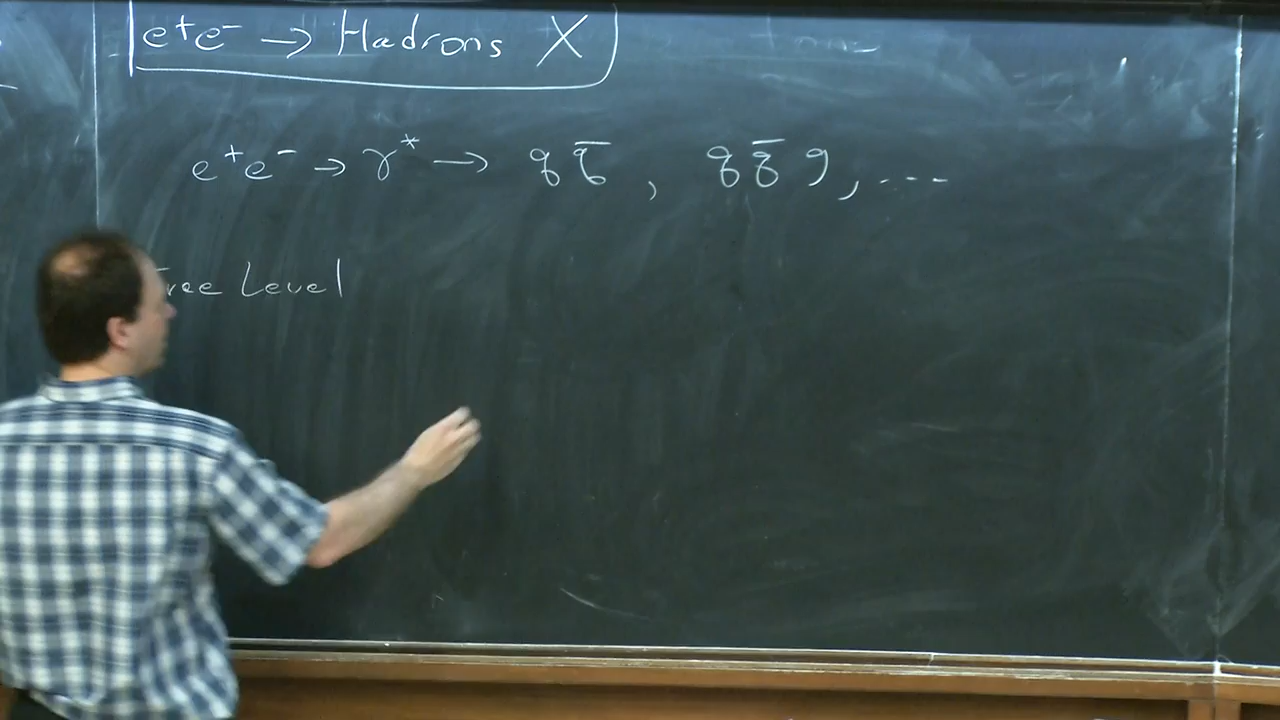 e⁺e⁻ → Hadrons X
e⁺e⁻ → γ* → q q̄ , q q̄ g , ...
Tree Level